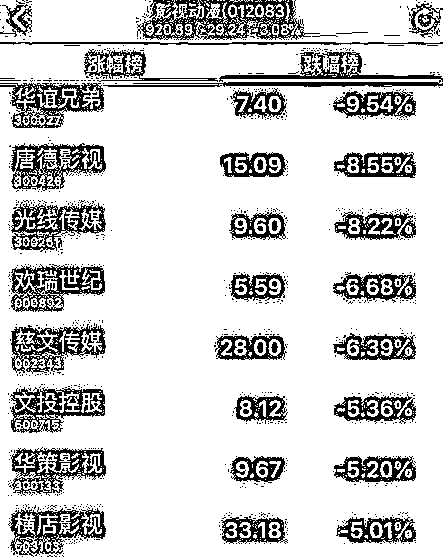 影视动漫(012083)
920.89 -29.24 -3.08%
涨幅榜 跌幅榜
华谊兄弟 7.40 -9.54%
300027
唐德影视 15.09 -8.55%
300426
光线传媒 9.60 -8.22%
300251
欢瑞世纪 5.59 -6.68%
000892
慈文传媒 28.00 -6.39%
002343
文投控股 8.12 -5.36%
600715
华策影视 9.67 -5.20%
300133
横店影视 33.18 -5.01%
603103